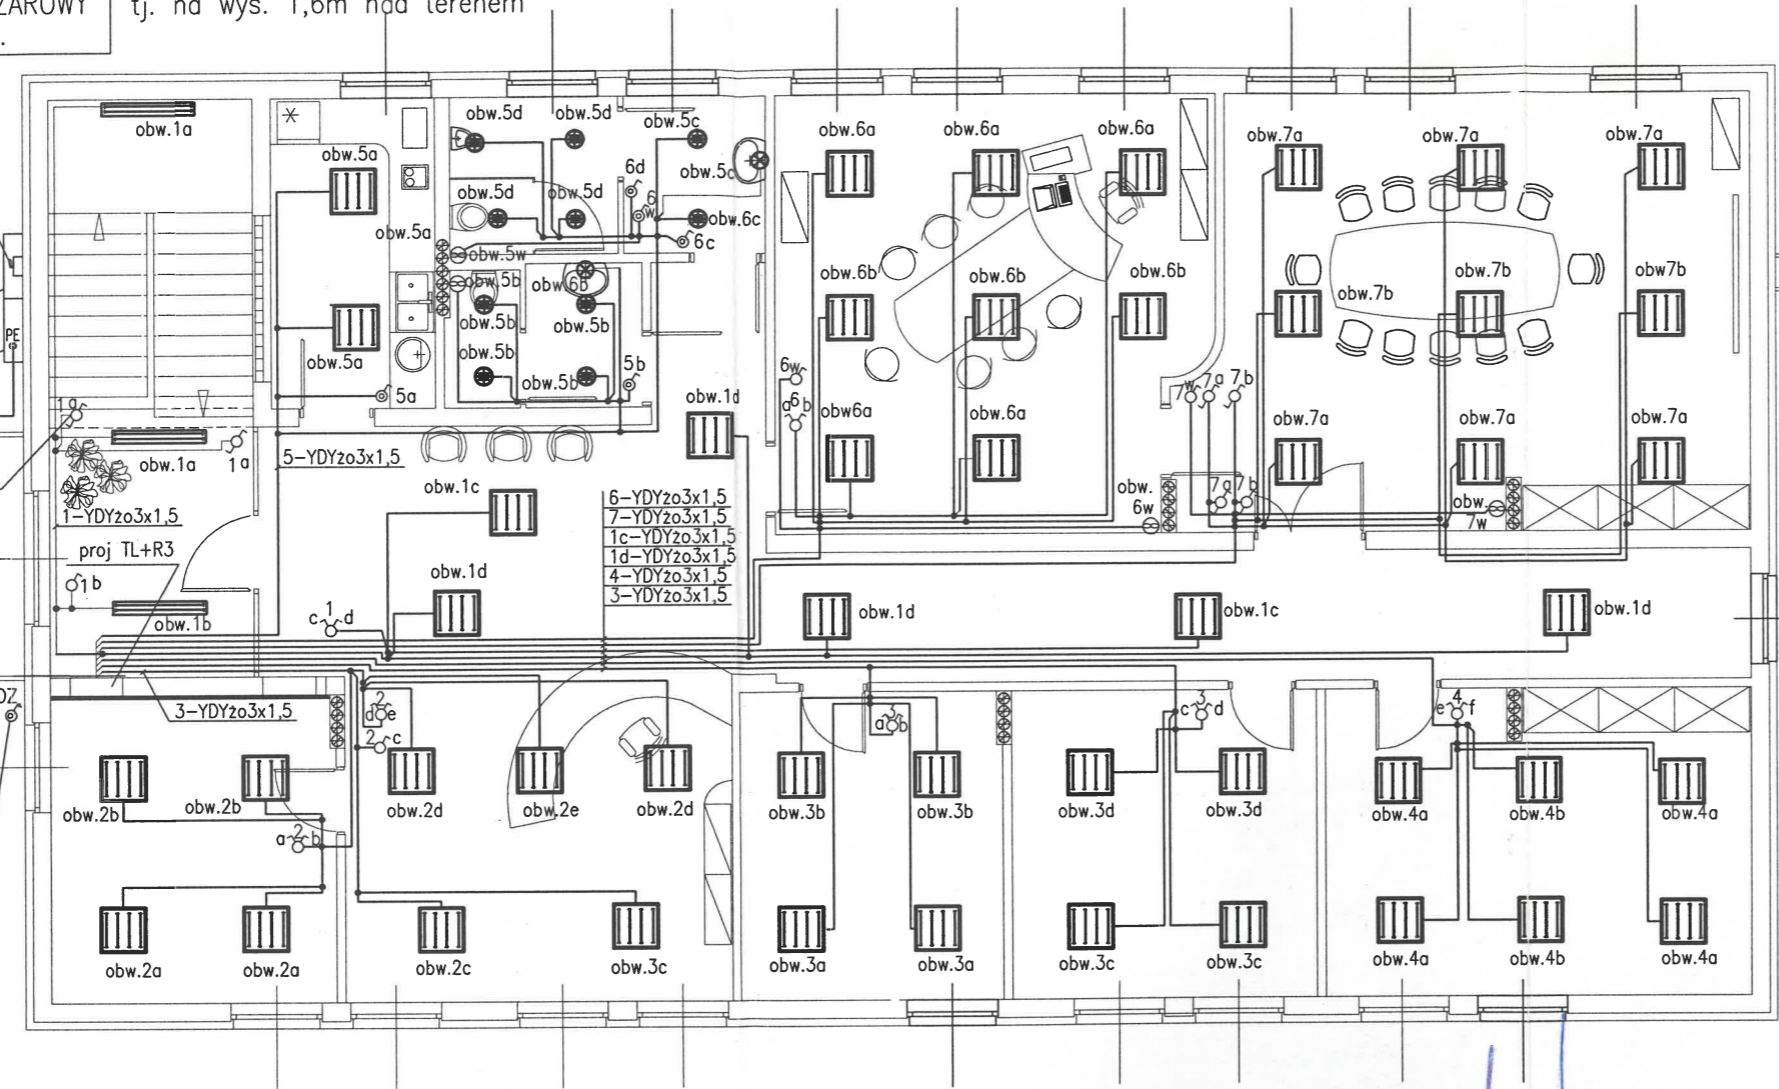 ŻAROWY
tj. na wys. 1,6m nad terenem
obw.1a
obw.5d
obw.5d
obw.5c
obw.6a
obw.6a
obw.6a
obw.7a
obw.7a
obw.7a
obw.5a
obw.5c
6d
obw.5d
obw.5d
6
w
obw.6c
obw.5a
6c
obw.5w
obw.5b
obw.6b
obw.6b
obw.6b
obw.6b
obw.7b
obw.7b
obw7b
PE
obw.5b
obw.5b
obw.5a
obw.5b
5b
obw.5b
5a
6w
7w
7a
7b
obw.1d
a6b
obw6a
obw.6a
obw.7a
obw.7a
obw.7a
1a
1a
obw.1a
5-YDYżo3x1,5
obw.1c
obw.
6w
7a
7b
obw.
7w
6-YDYżo3x1,5
7-YDYżo3x1,5
1c-YDYżo3x1,5
1d-YDYżo3x1,5
4-YDYżo3x1,5
3-YDYżo3x1,5
1-YDYżo3x1,5
proj TL+R3
1b
obw.1d
obw.1b
c1d
obw.1d
obw.1c
obw.1d
OZ
3-YDYżo3x1,5
2
d e
2 c
a3b
c3d
e4f
obw.2b
obw.2b
obw.2d
obw.2e
obw.2d
obw.3b
obw.3b
obw.3d
obw.3d
obw.4a
obw.4b
obw.4a
a2b
obw.2a
obw.2a
obw.2c
obw.3c
obw.3a
obw.3a
obw.3c
obw.3c
obw.4a
obw.4b
obw.4a